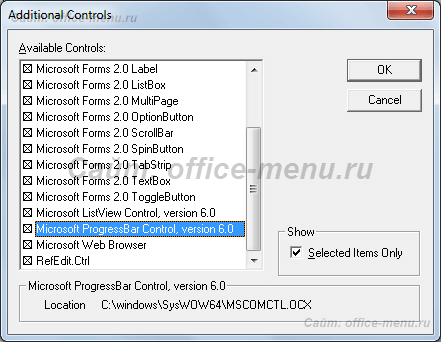 Additional Controls
Available Controls:
Microsoft Forms 2.0 Label
Microsoft Forms 2.0 ListBox
Microsoft Forms 2.0 MultiPage
Microsoft Forms 2.0 OptionButton
Microsoft Forms 2.0 ScrollBar
Microsoft Forms 2.0 SpinButton
Microsoft Forms 2.0 TabStrip
Microsoft Forms 2.0 TextBox
Microsoft Forms 2.0 ToggleButton
Microsoft ListView Control, version 6.0
Microsoft ProgressBar Control, version 6.0
Microsoft Web Browser
RefEdit.Ctrl
OK
Cancel
Show
Selected Items Only
Microsoft ProgressBar Control, version 6.0
Location C:\windows\SysWOW64\MSCOMCTL.OCX
Сайт: office-menu.ru
Сайт: office-menu.ru
Сайт: office-menu.ru